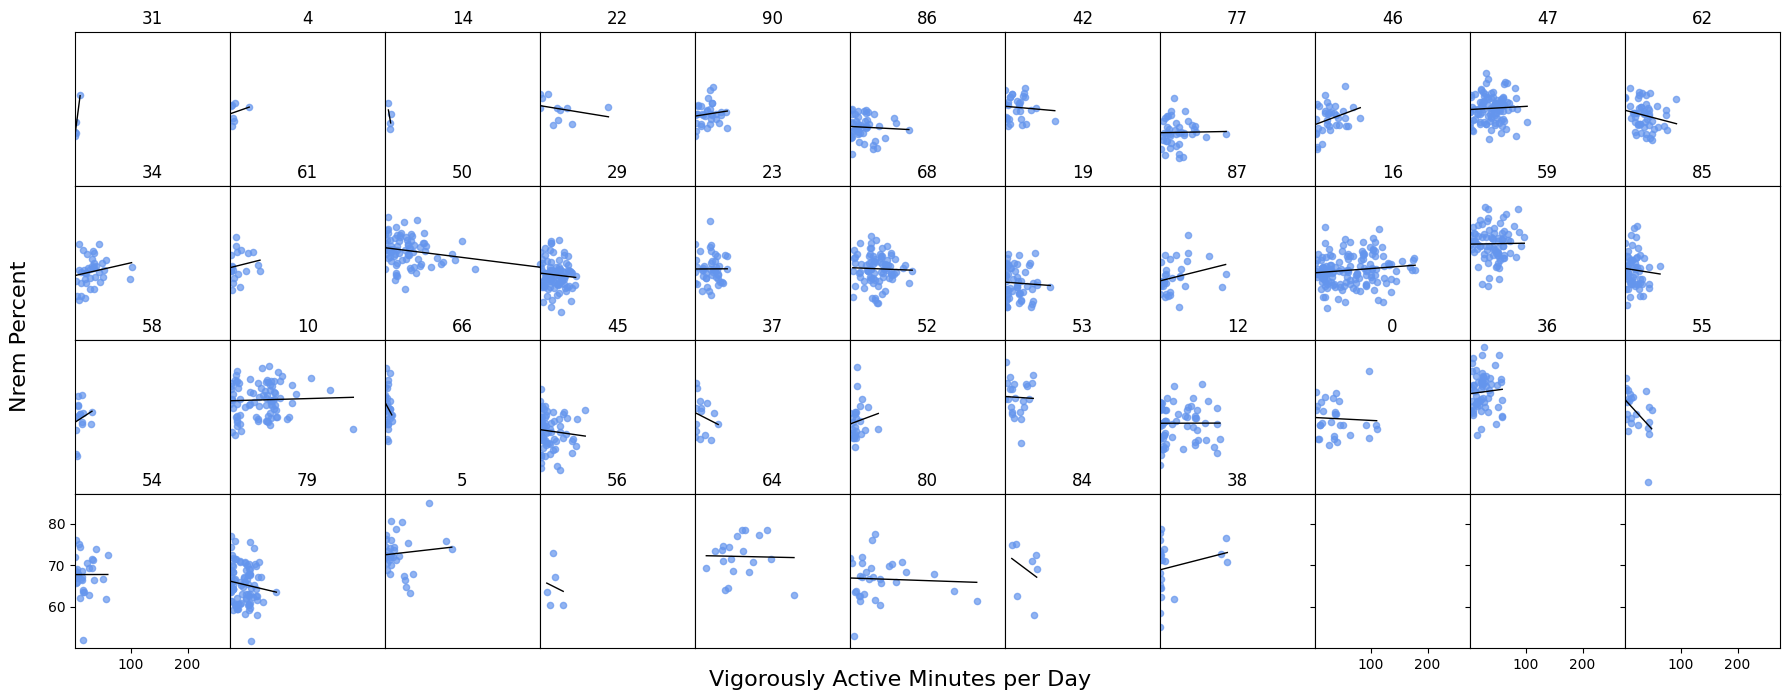 31 4 14 22 90 86 42 77 46 47 62
34 61 50 29 23 68 19 87 16 59 85
58 10 66 45 37 52 53 12 0 36 55
54 79 5 56 64 80 84 38
Nrem Percent
80
70
60
100 200 100 200 100 200 100 200
Vigorously Active Minutes per Day